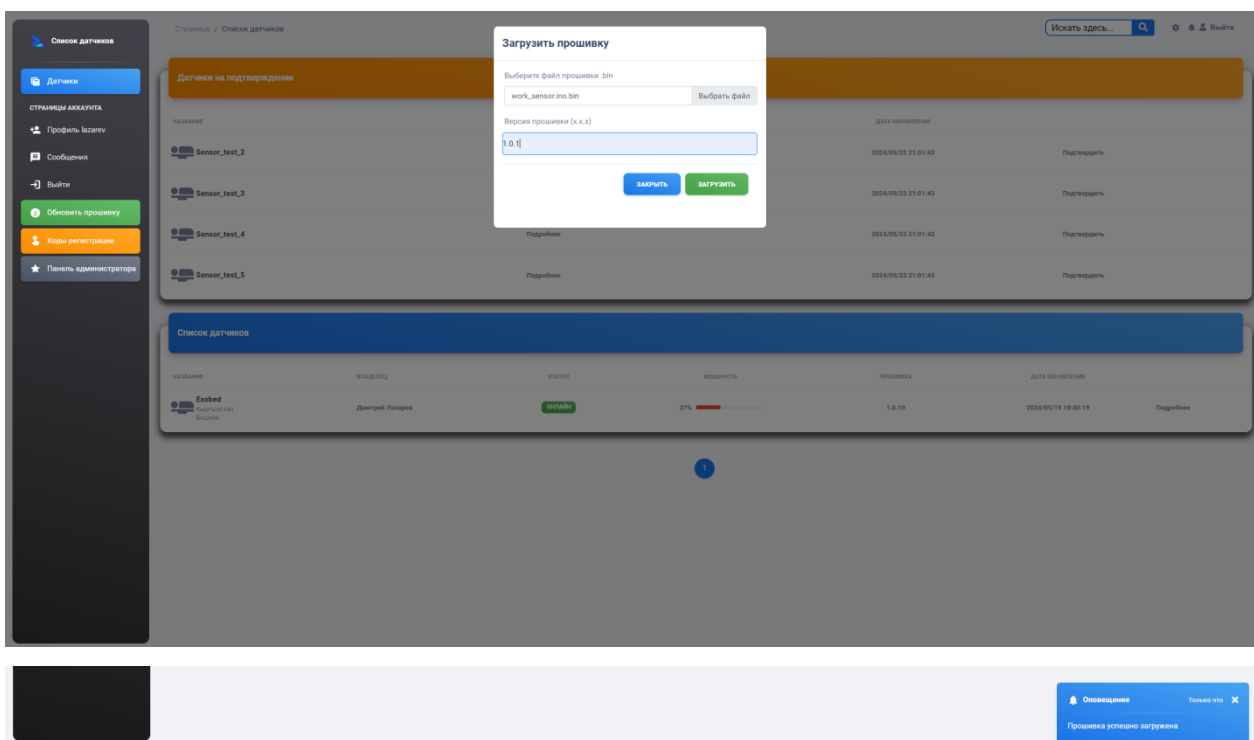 Список датчиков
Датчики
СТРАНИЦЫ АККАУНТА
Профиль lazarev
Сообщения
Выйти
Обновить прошивку
Коды регистрации
Панель администратора
Страница / Список датчиков
Искать здесь...
Выйти
Датчики на подтверждении
НАЗВАНИЕ
ДАТА ОБНОВЛЕНИЯ
Sensor_test_2
2024/05/23 21:01:43
Подтвердить
Sensor_test_3
2024/05/23 21:01:43
Подтвердить
Sensor_test_4
Подробнее
2024/05/23 21:01:43
Подтвердить
Sensor_test_5
Подробнее
2024/05/23 21:01:43
Подтвердить
Загрузить прошивку
Выберите файл прошивки .bin
work_sensor.ino.bin
Выбрать файл
Версия прошивки (x.x.x)
1.0.1
ЗАКРЫТЬ
ЗАГРУЗИТЬ
Список датчиков
НАЗВАНИЕ
ВЛАДЕЛЕЦ
СТАТУС
МОЩНОСТЬ
ПРОШИВКА
ДАТА ОБНОВЛЕНИЯ
Exobed
Кыргызстан
Бишкек
Дмитрий Лазарев
ОНЛАЙН
37%
1.0.10
2024/05/19 18:40:19
Подробнее
1
Оповещение
Только что
Прошивка успешно загружена